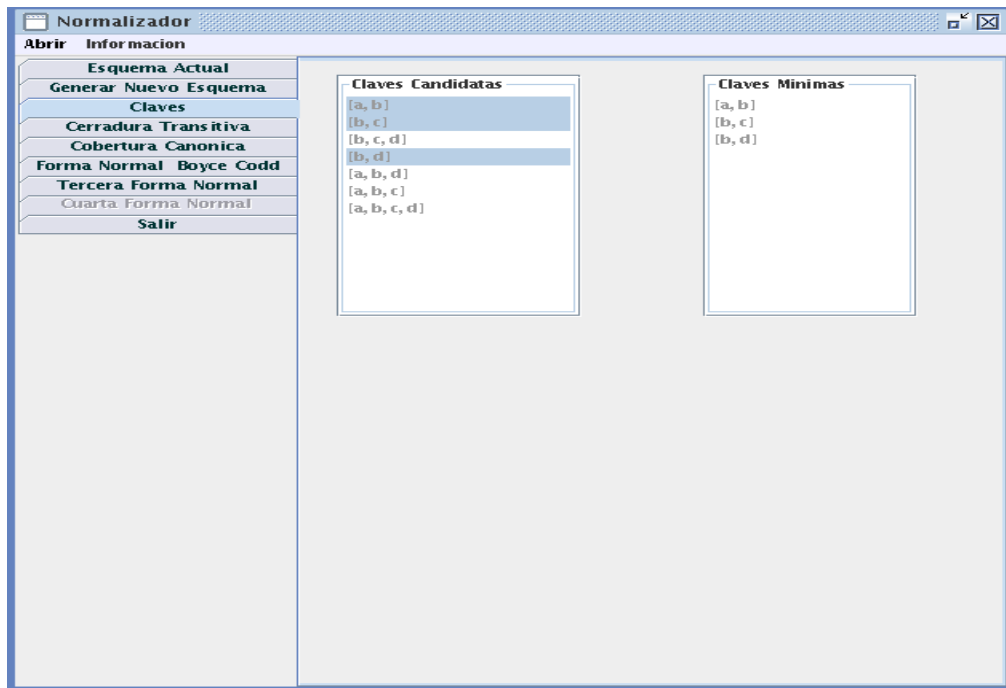 Normalizador
Abrir Informacion
Esquema Actual
Generar Nuevo Esquema
Claves
Cerradura Transitiva
Cobertura Canonica
Forma Normal Boyce Codd
Tercera Forma Normal
Cuarta Forma Normal
Salir
Claves Candidatas
[a, b]
[b, c]
[b, c, d]
[b, d]
[a, b, d]
[a, b, c]
[a, b, c, d]
Claves Minimas
[a, b]
[b, c]
[b, d]